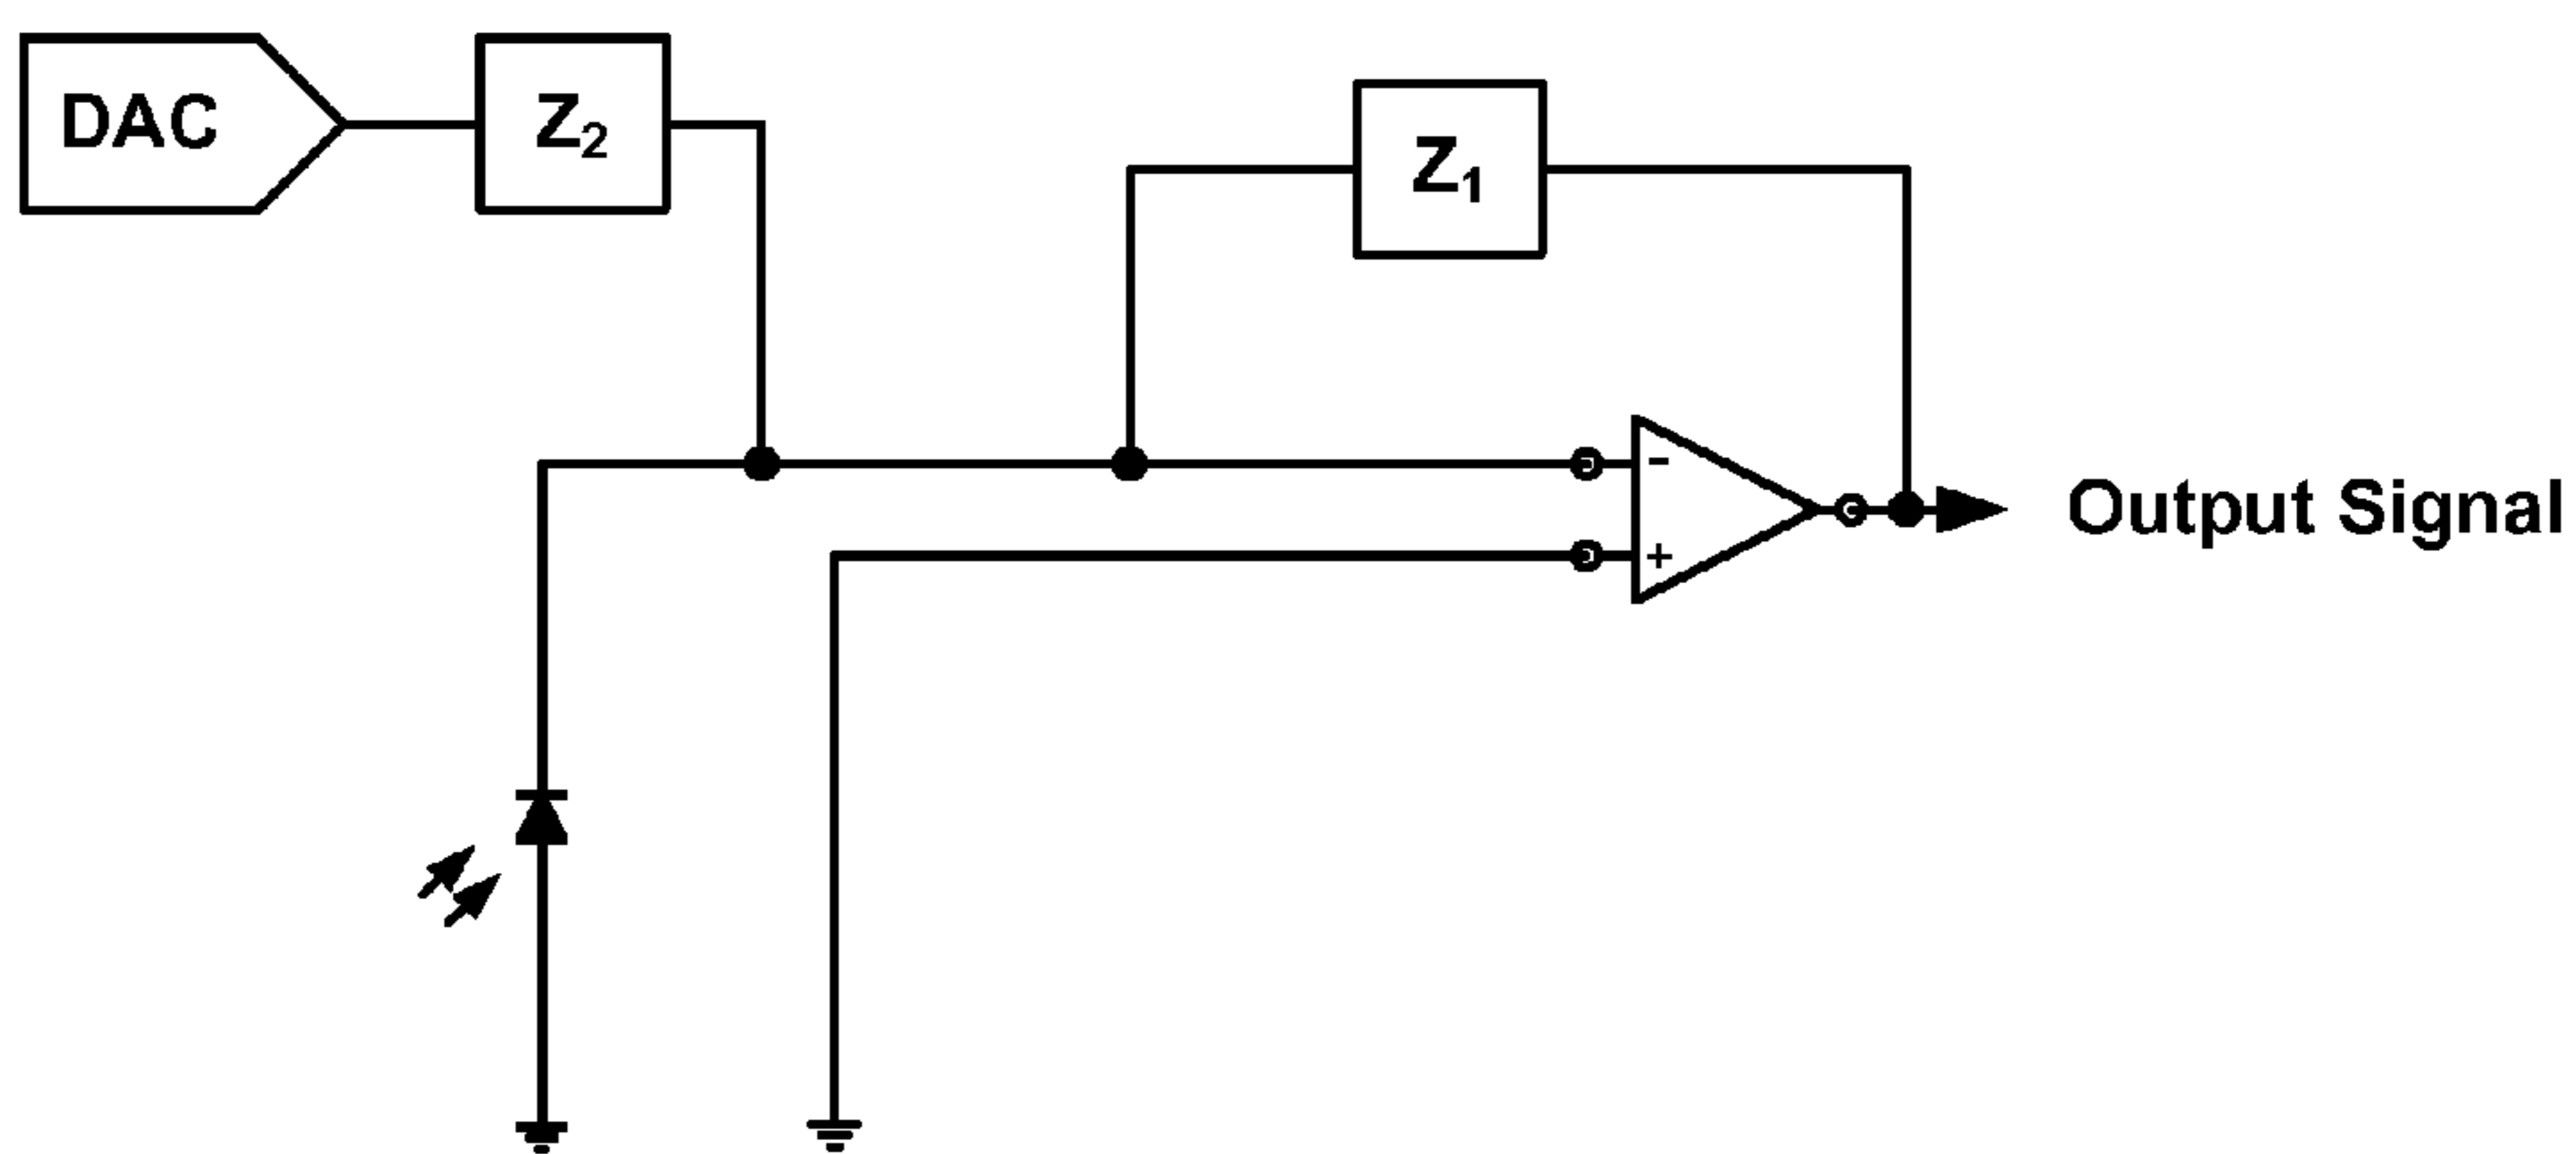 DAC
Z₂
Z₁
-
+
Output Signal